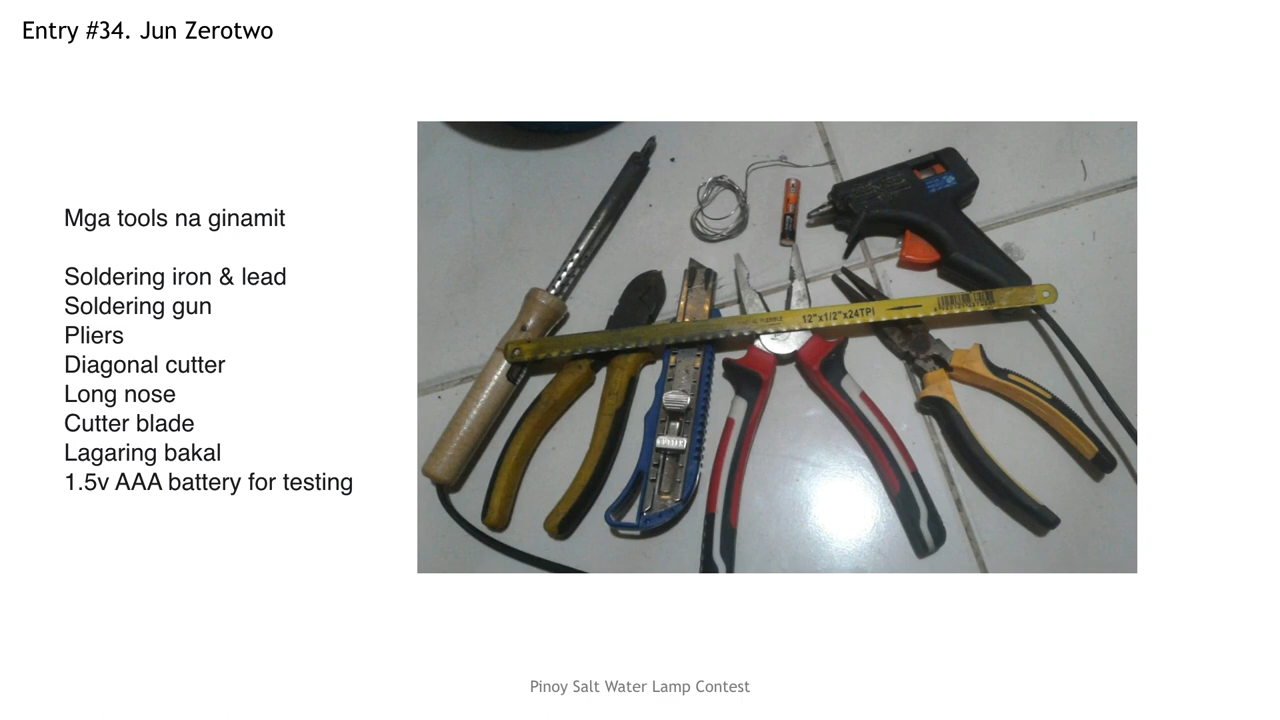 Entry #34. Jun Zerotwo
Mga tools na ginamit
Soldering iron & lead
Soldering gun
Pliers
Diagonal cutter
Long nose
Cutter blade
Lagaring bakal
1.5v AAA battery for testing
12"x1/2"x24TPI
Pinoy Salt Water Lamp Contest